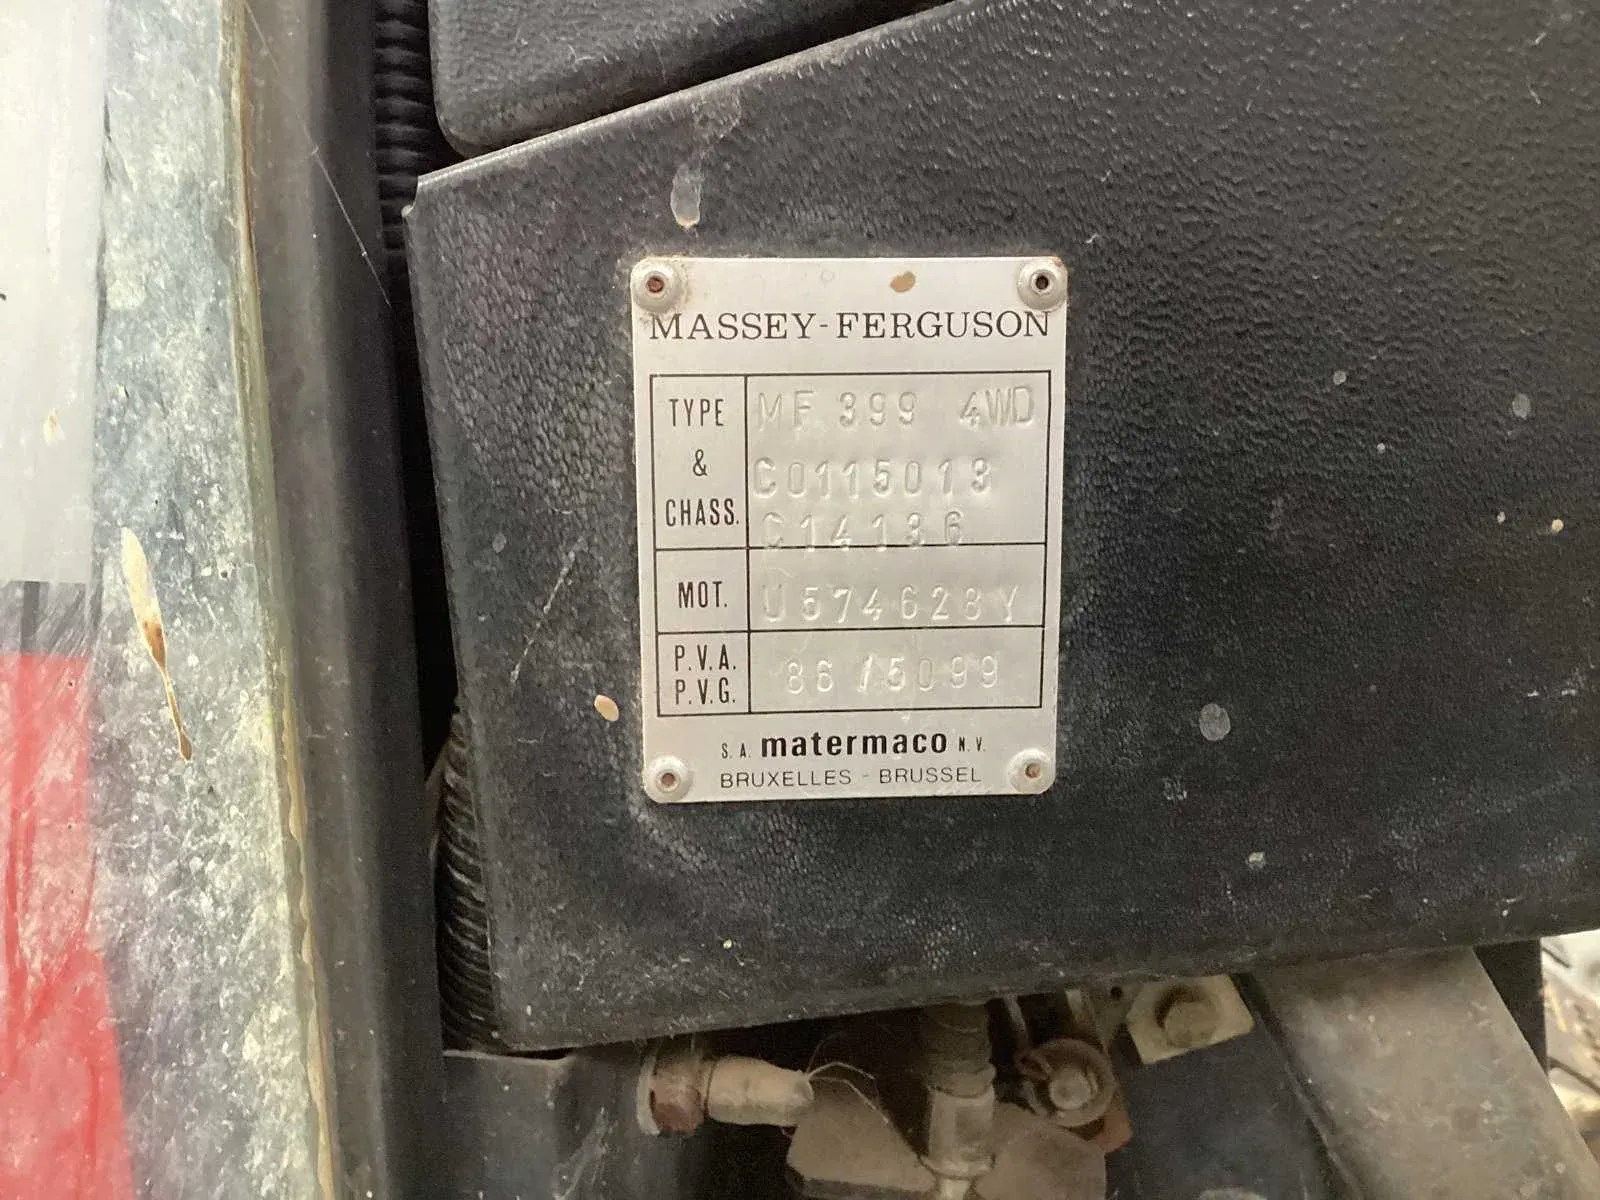 MASSEY-FERGUSON
TYPE & CHASS.
MF 399 4WD
C0115013
C14136
MOT.
U574628Y
P.V.A.
P.V.G.
86/5099
S.A. matermaco N.V.
BRUXELLES - BRUSSEL